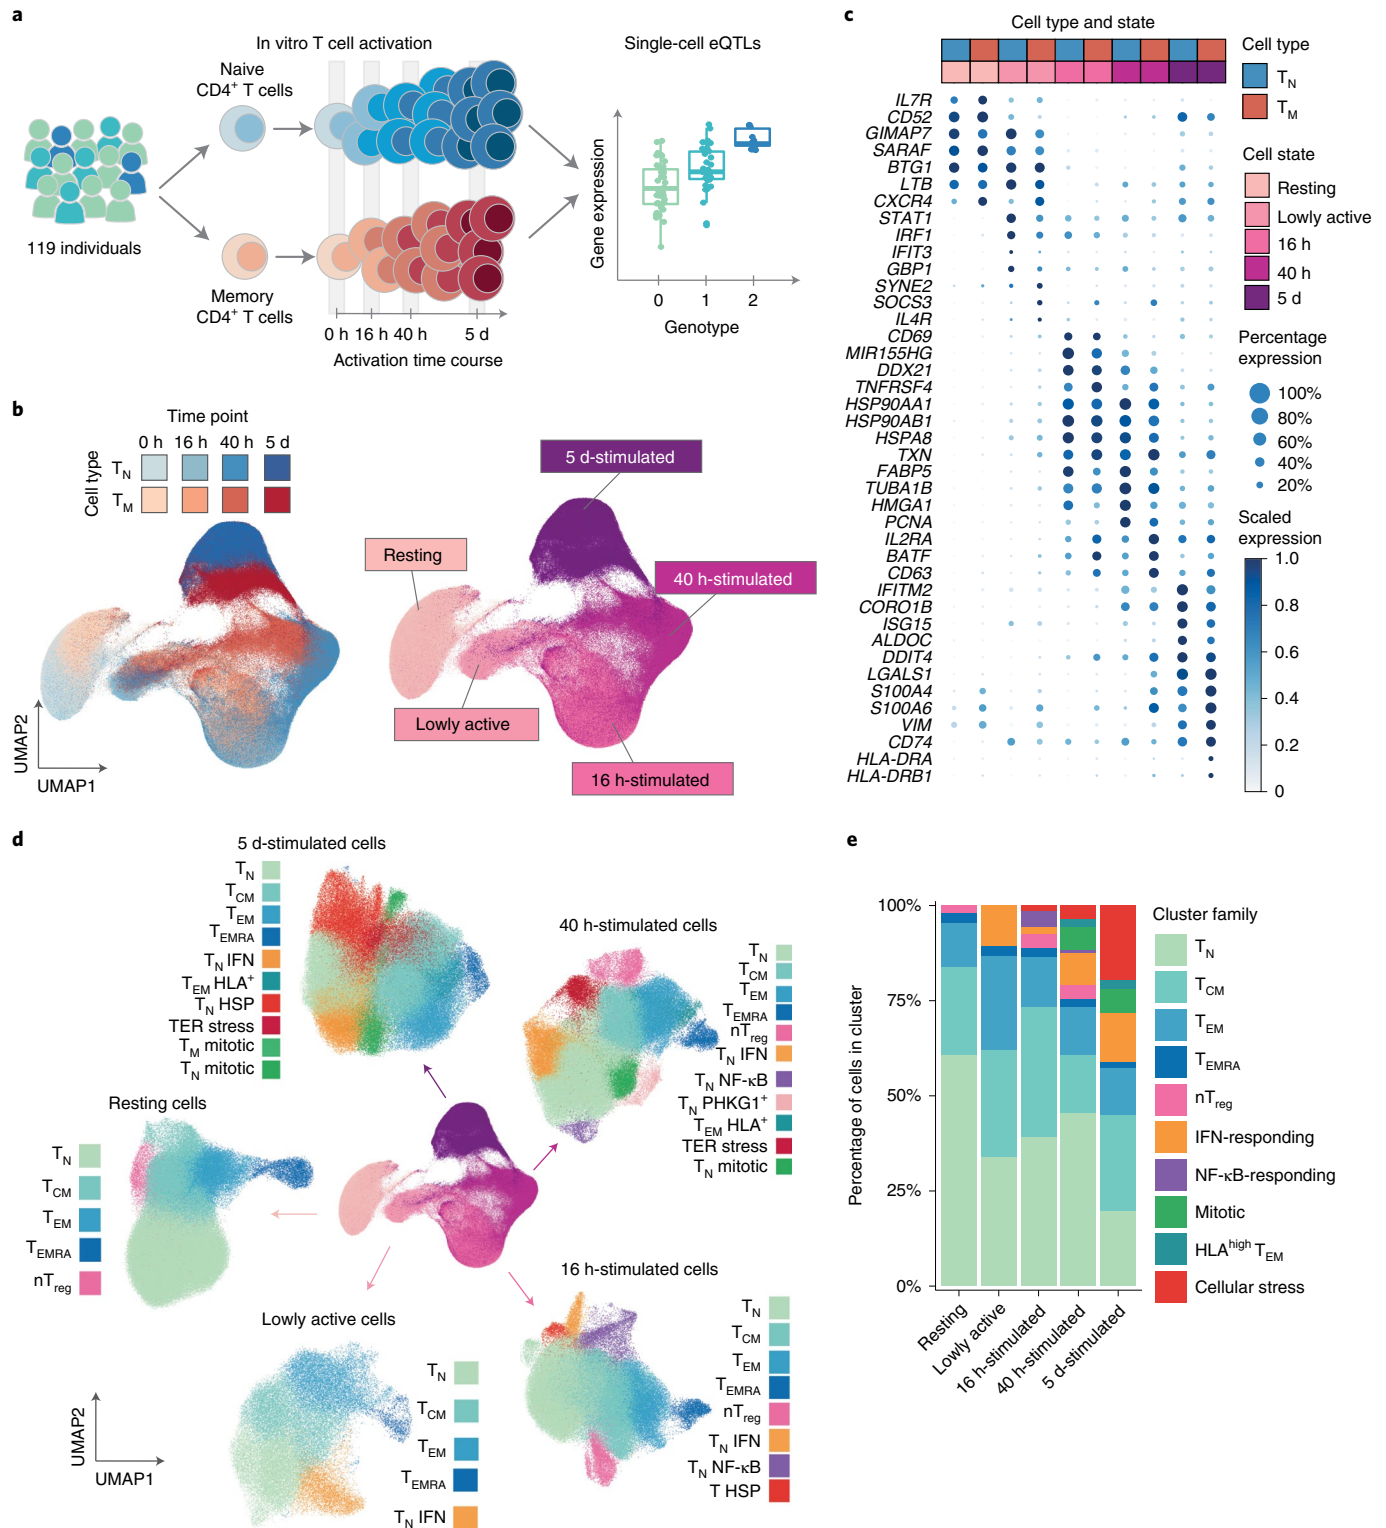 a
In vitro T cell activation
Single-cell eQTLs
Naive
CD4+ T cells
119 individuals
Memory
CD4+ T cells
0 h 16 h 40 h 5 d
Activation time course
Gene expression
0 1 2
Genotype
b
Time point
0 h 16 h 40 h 5 d
Cell type
TN
TM
UMAP2
UMAP1
5 d-stimulated
Resting
40 h-stimulated
Lowly active
16 h-stimulated
c
Cell type and state
IL7R
CD52
GIMAP7
SARAF
BTG1
LTB
CXCR4
STAT1
IRF1
IFIT3
GBP1
SYNE2
SOCS3
IL4R
CD69
MIR155HG
DDX21
TNFRSF4
HSP90AA1
HSP90AB1
HSPA8
TXN
FABP5
TUBA1B
HMGA1
PCNA
IL2RA
BATF
CD63
IFITM2
CORO1B
ISG15
ALDOC
DDIT4
LGALS1
S100A4
S100A6
VIM
CD74
HLA-DRA
HLA-DRB1
Cell type
TN
TM
Cell state
Resting
Lowly active
16 h
40 h
5 d
Percentage
expression
100%
80%
60%
40%
20%
Scaled
expression
1.0
0.8
0.6
0.4
0.2
0
d
5 d-stimulated cells
TN
TCM
TEM
TEMRA
TN IFN
TEM HLA+
TN HSP
TER stress
TM mitotic
TN mitotic
40 h-stimulated cells
TN
TCM
TEM
TEMRA
nTreg
TN IFN
TN NF-κB
TN PHKG1+
TEM HLA+
TER stress
TN mitotic
Resting cells
TN
TCM
TEM
TEMRA
nTreg
Lowly active cells
TN
TCM
TEM
TEMRA
TN IFN
16 h-stimulated cells
TN
TCM
TEM
TEMRA
nTreg
TN IFN
TN NF-κB
T HSP
UMAP2
UMAP1
e
Percentage of cells in cluster
100%
75%
50%
25%
0%
Resting
Lowly active
16 h-stimulated
40 h-stimulated
5 d-stimulated
Cluster family
TN
TCM
TEM
TEMRA
nTreg
IFN-responding
NF-κB-responding
Mitotic
HLAhigh TEM
Cellular stress